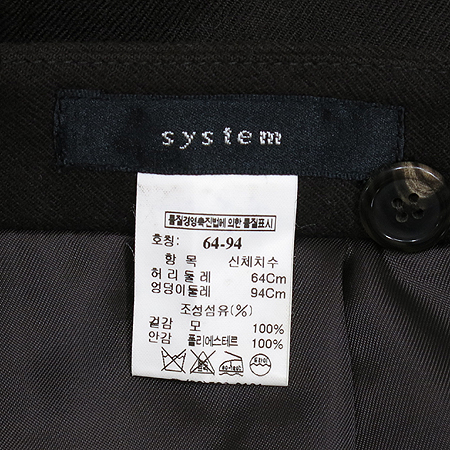 system
품질경영촉진법에 의한 품질표시
호칭: 64-94
항 목 신체치수
허리둘레 64Cm
엉덩이둘레 94Cm
조성섬유(%)
겉감 모 100%
안감 폴리에스테르 100%